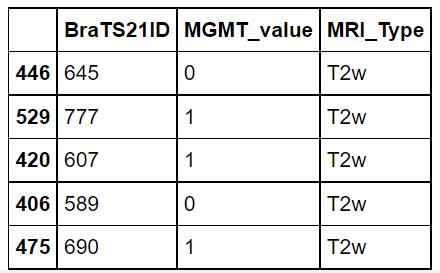 BraTS21ID MGMT_value MRI_Type
446 645 0 T2w
529 777 1 T2w
420 607 1 T2w
406 589 0 T2w
475 690 1 T2w